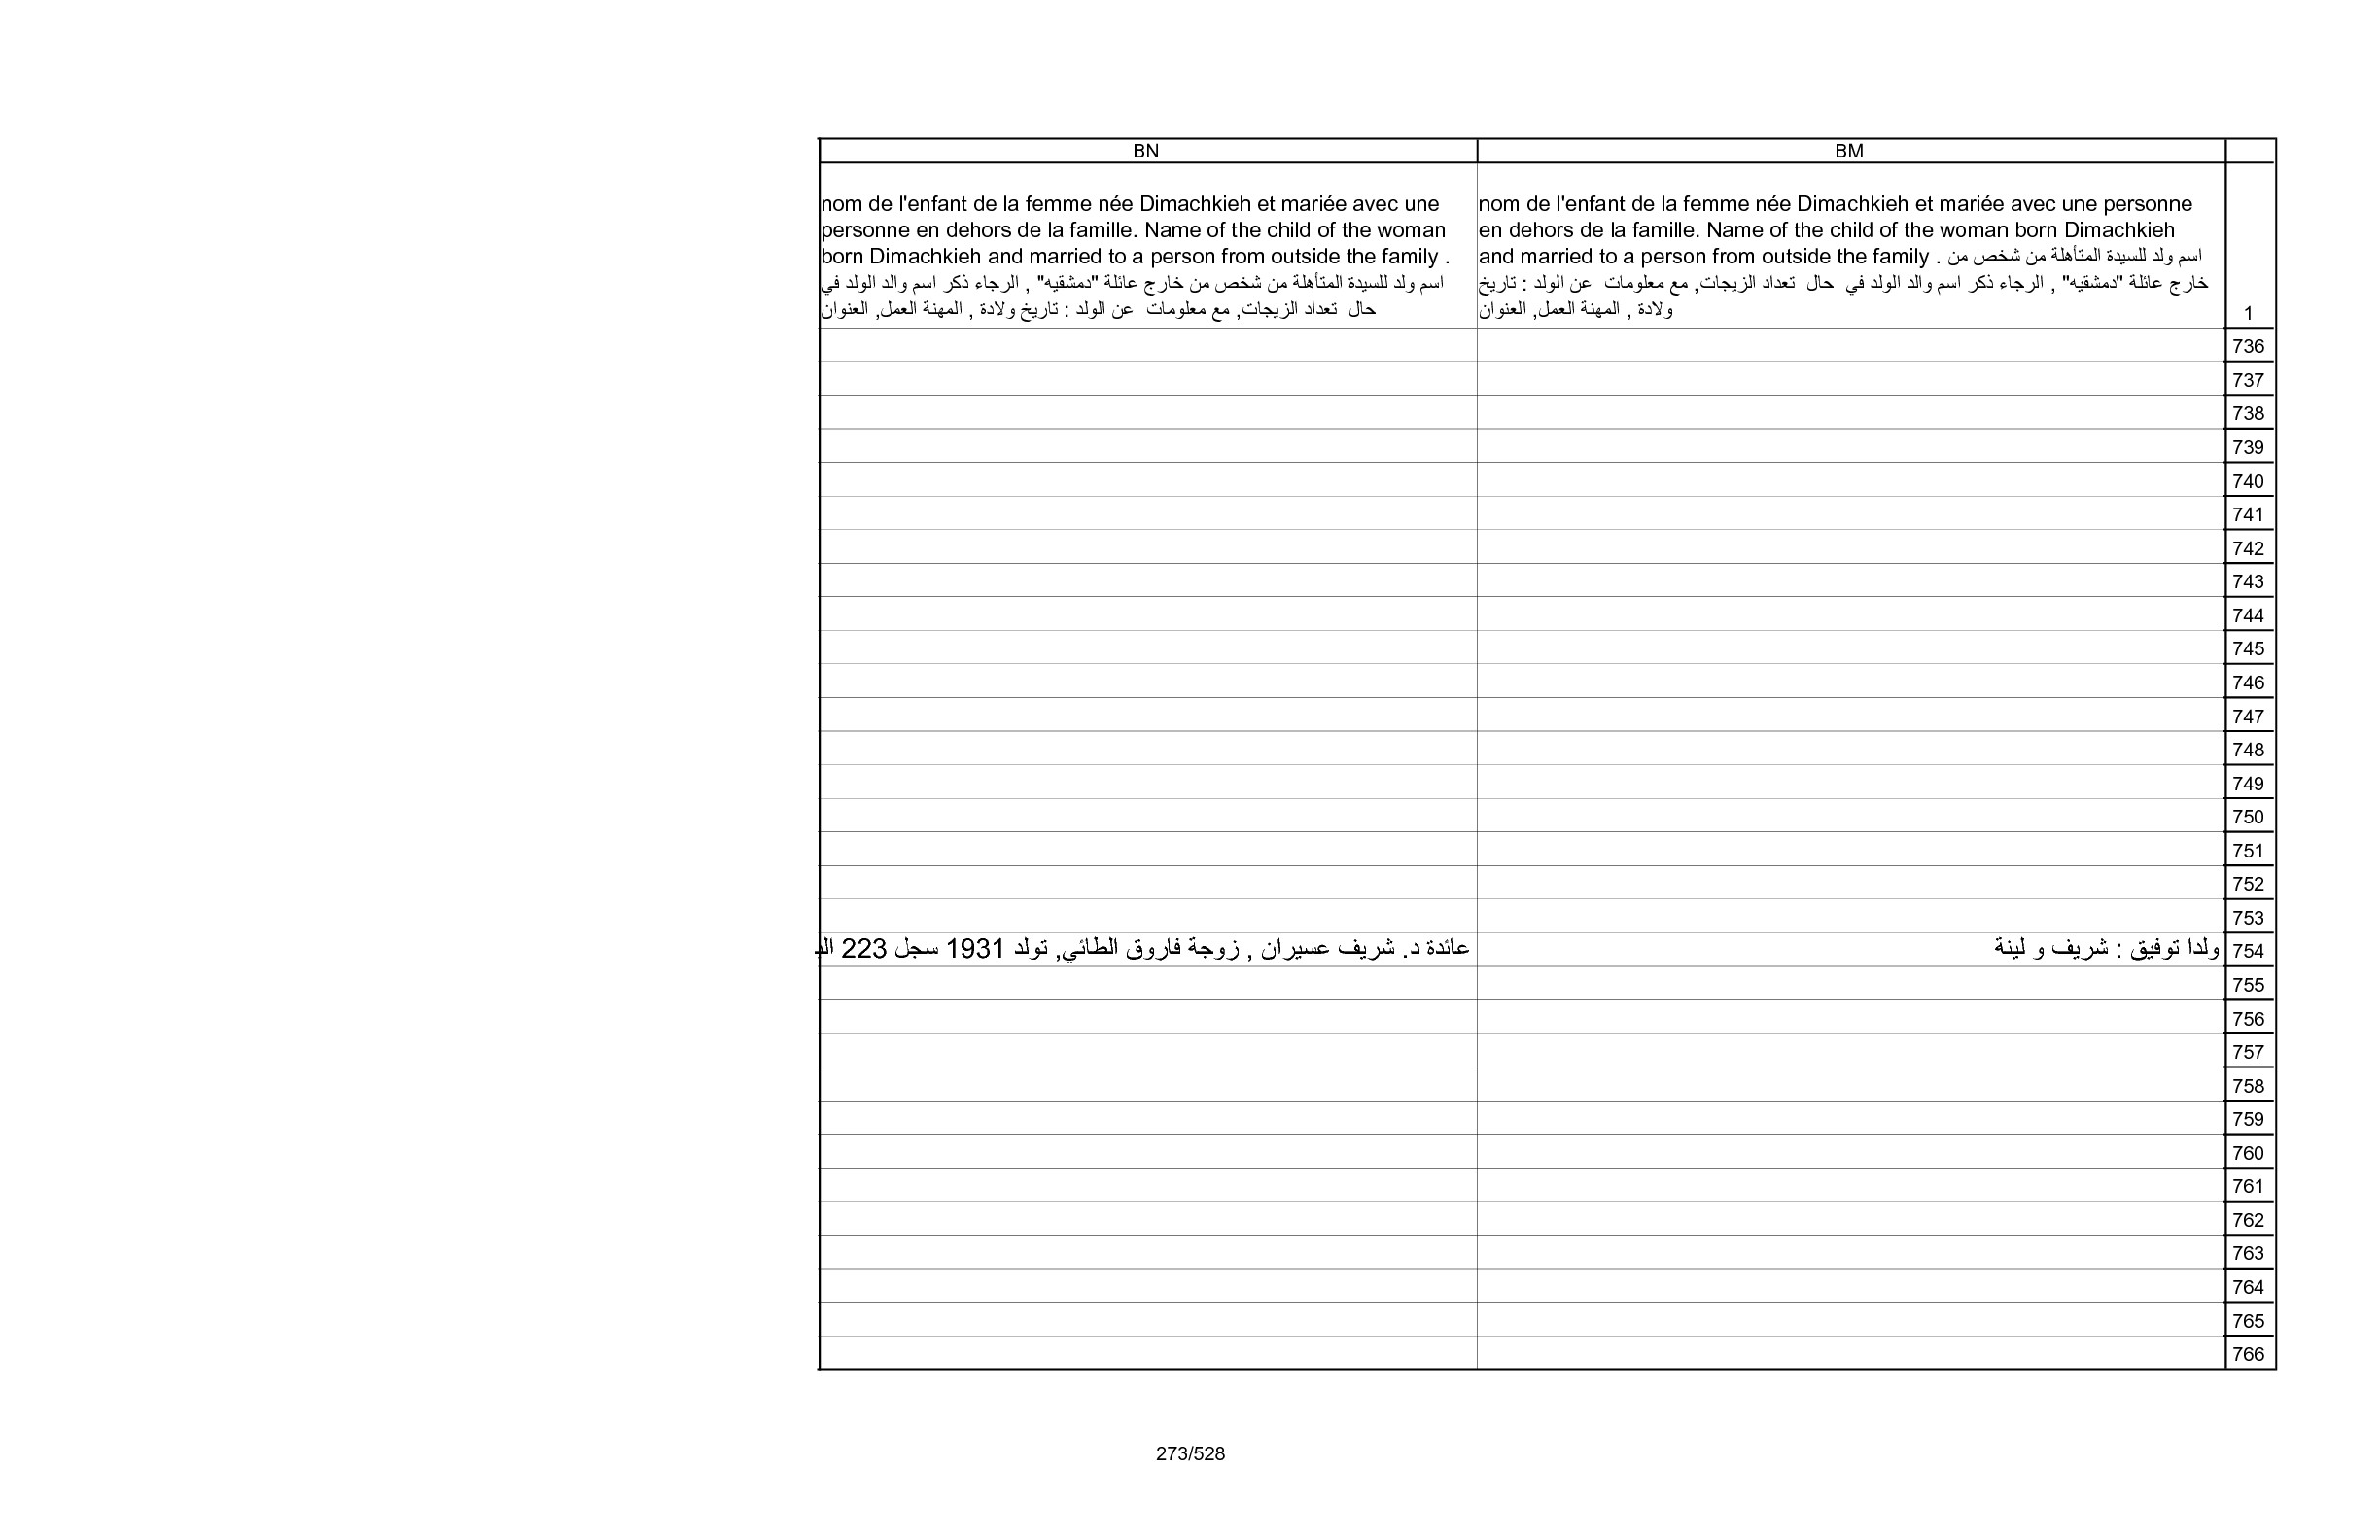 BM
BN
nom de l'enfant de la femme née Dimachkieh et mariée avec une personne
en dehors de la famille. Name of the child of the woman born Dimachkieh
and married to a person from outside the family . اسم ولد للسيدة المتأهلة من شخص من
خارج عائلة "دمشقيه" , الرجاء ذكر اسم والد الولد في حال تعداد الزيجات, مع معلومات عن الولد : تاريخ
ولادة , المهنة العمل, العنوان
nom de l'enfant de la femme née Dimachkieh et mariée avec une
personne en dehors de la famille. Name of the child of the woman
born Dimachkieh and married to a person from outside the family .
اسم ولد للسيدة المتأهلة من شخص من خارج عائلة "دمشقيه" , الرجاء ذكر اسم والد الولد في
حال تعداد الزيجات, مع معلومات عن الولد : تاريخ ولادة , المهنة العمل, العنوان
1
736
737
738
739
740
741
742
743
744
745
746
747
748
749
750
751
752
753
754 ولدا توفيق : شريف و لينة
عائدة د. شريف عسيران , زوجة فاروق الطائي, تولد 1931 سجل 223
755
756
757
758
759
760
761
762
763
764
765
766
273/528